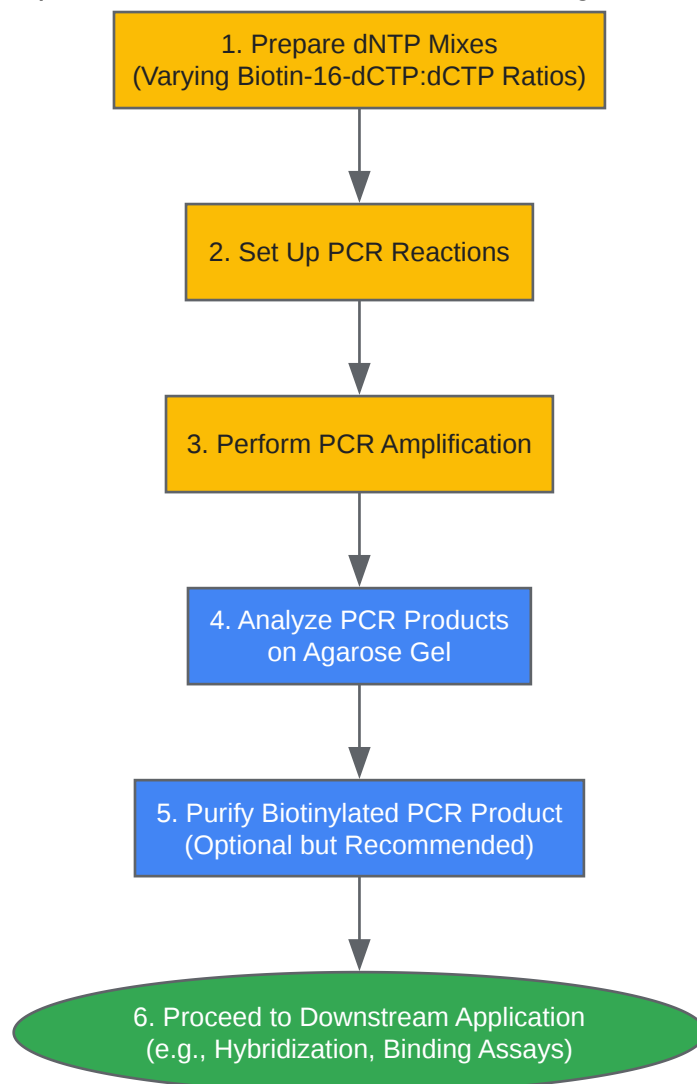 1. Prepare dNTP Mixes
(Varying Biotin-16-dCTP:dCTP Ratios)
2. Set Up PCR Reactions
3. Perform PCR Amplification
4. Analyze PCR Products
on Agarose Gel
5. Purify Biotinylated PCR Product
(Optional but Recommended)
6. Proceed to Downstream Application
(e.g., Hybridization, Binding Assays)